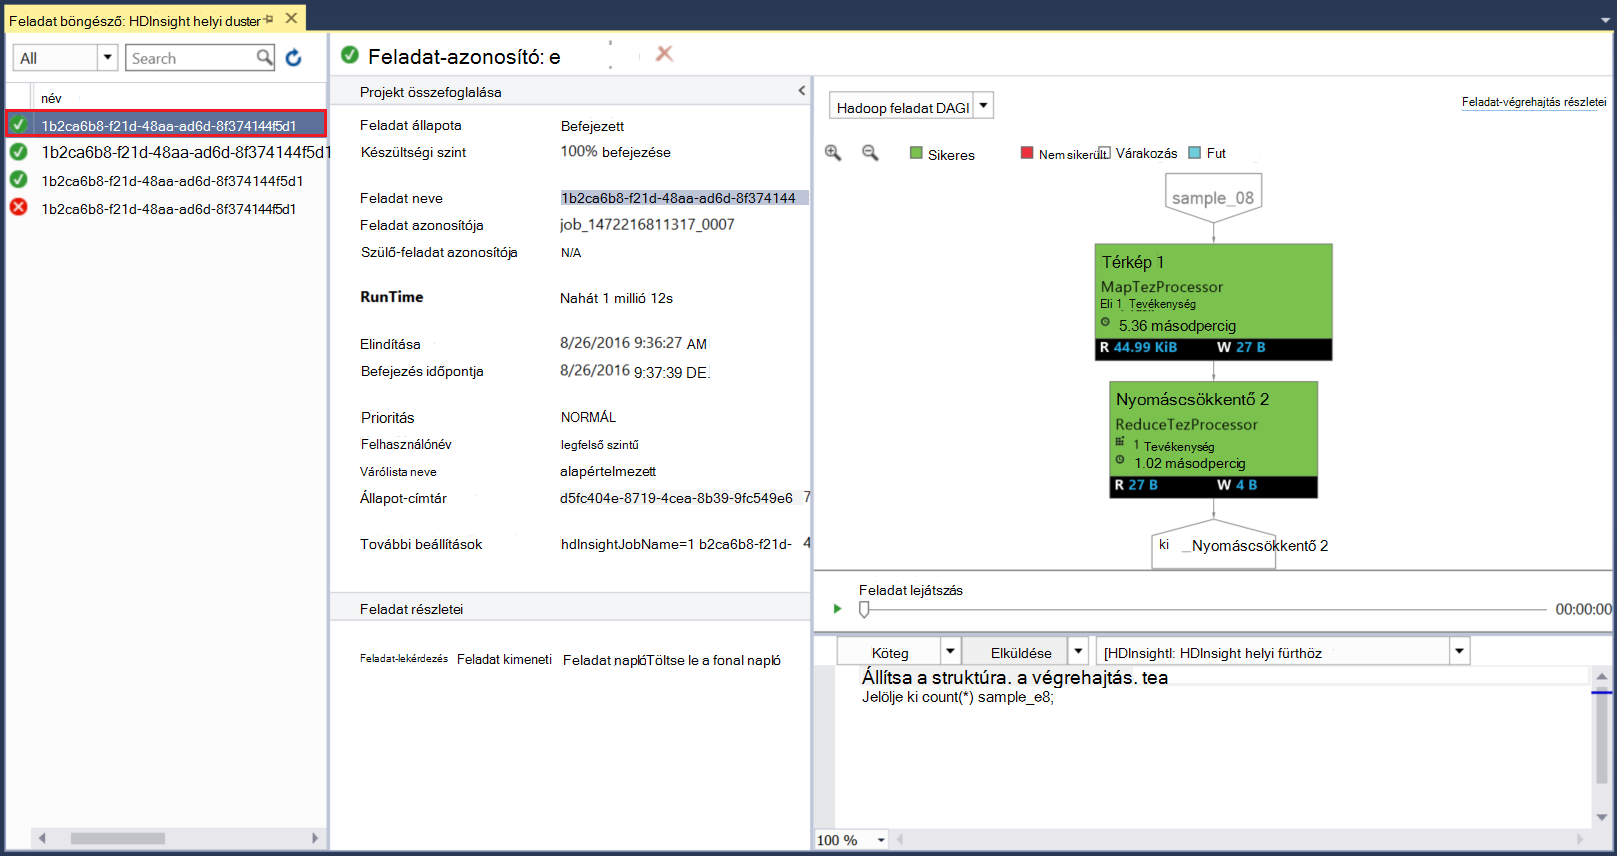 Feladat böngésző: HDInsight helyi duster
All
Search
név
1b2ca6b8-f21d-48aa-ad6d-8f374144f5d1
1b2ca6b8-f21d-48aa-ad6d-8f374144f5d1
1b2ca6b8-f21d-48aa-ad6d-8f374144f5d1
1b2ca6b8-f21d-48aa-ad6d-8f374144f5d1
Feladat-azonosító: e
Projekt összefoglalása
Feladat állapota Befejezett
Készültségi szint 100% befejezése
Feladat neve 1b2ca6b8-f21d-48aa-ad6d-8f374144
Feladat azonosítója job_1472216811317_0007
Szülő-feladat azonosítója N/A
RunTime Nahát 1 millió 12s
Elindítása 8/26/2016 9:36:27 AM
Befejezés időpontja 8/26/2016 9:37:39 DE.
Prioritás NORMÁL
Felhasználónév legfelső szintű
Várólista neve alapértelmezett
Állapot-címtár d5fc404e-8719-4cea-8b39-9fc549e6 7
További beállítások hdInsightJobName=1 b2ca6b8-f21d- 4
Feladat részletei
Feladat-lekérdezés Feladat kimeneti Feladat naplóTöltse le a fonal napló
Hadoop feladat DAGI
Feladat-végrehajtás részletei
Sikeres Nem sikerült. Várakozás Fut
sample_08
Térkép 1
MapTezProcessor
Eli 1 Tevékenység
5.36 másodpercig
R 44.99 KiB W 27 B
Nyomáscsökkentő 2
ReduceTezProcessor
1 Tevékenység
1.02 másodpercig
R 27 B W 4 B
ki _Nyomáscsökkentő 2
Feladat lejátszás
00:00:00
Köteg Elküldése [HDInsightl: HDInsight helyi fürthöz
Állítsa a struktúra. a végrehajtás. tea
Jelölje ki count(*) sample_e8;
100 %